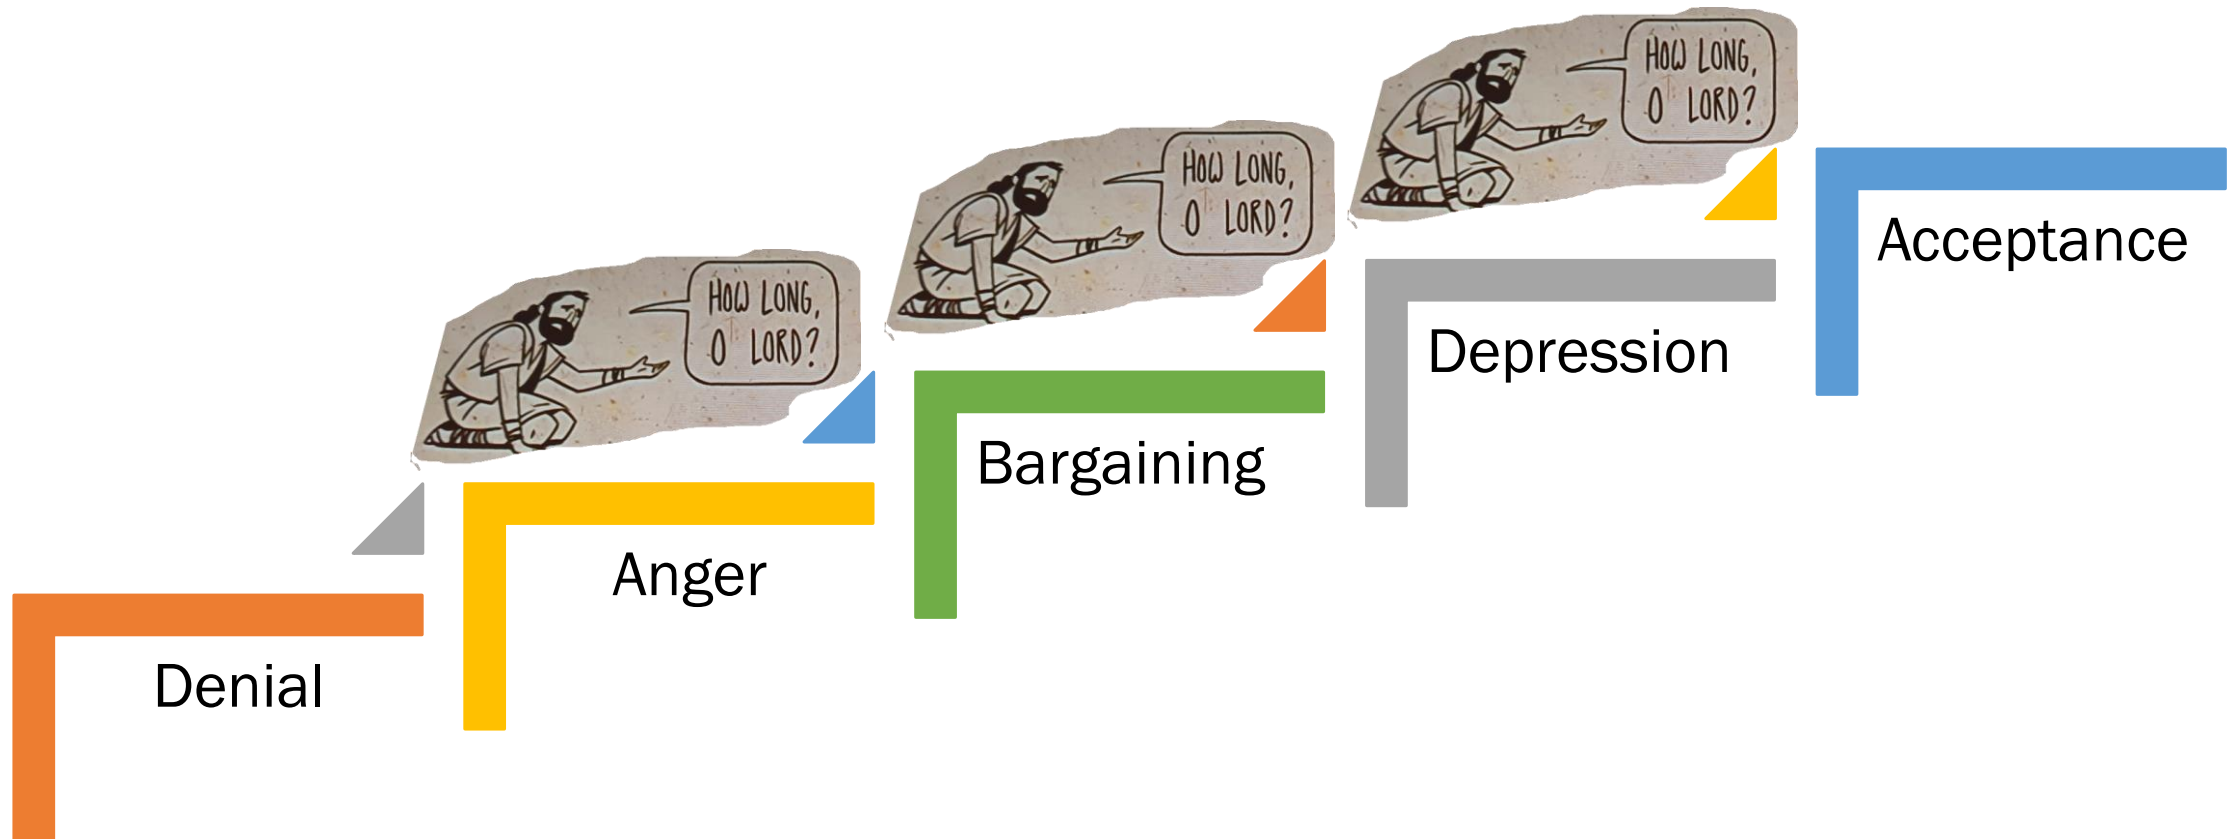 HOW LONG,
O LORD?
HOW LONG,
O LORD?
HOW LONG,
O LORD?
Denial
Anger
Bargaining
Depression
Acceptance